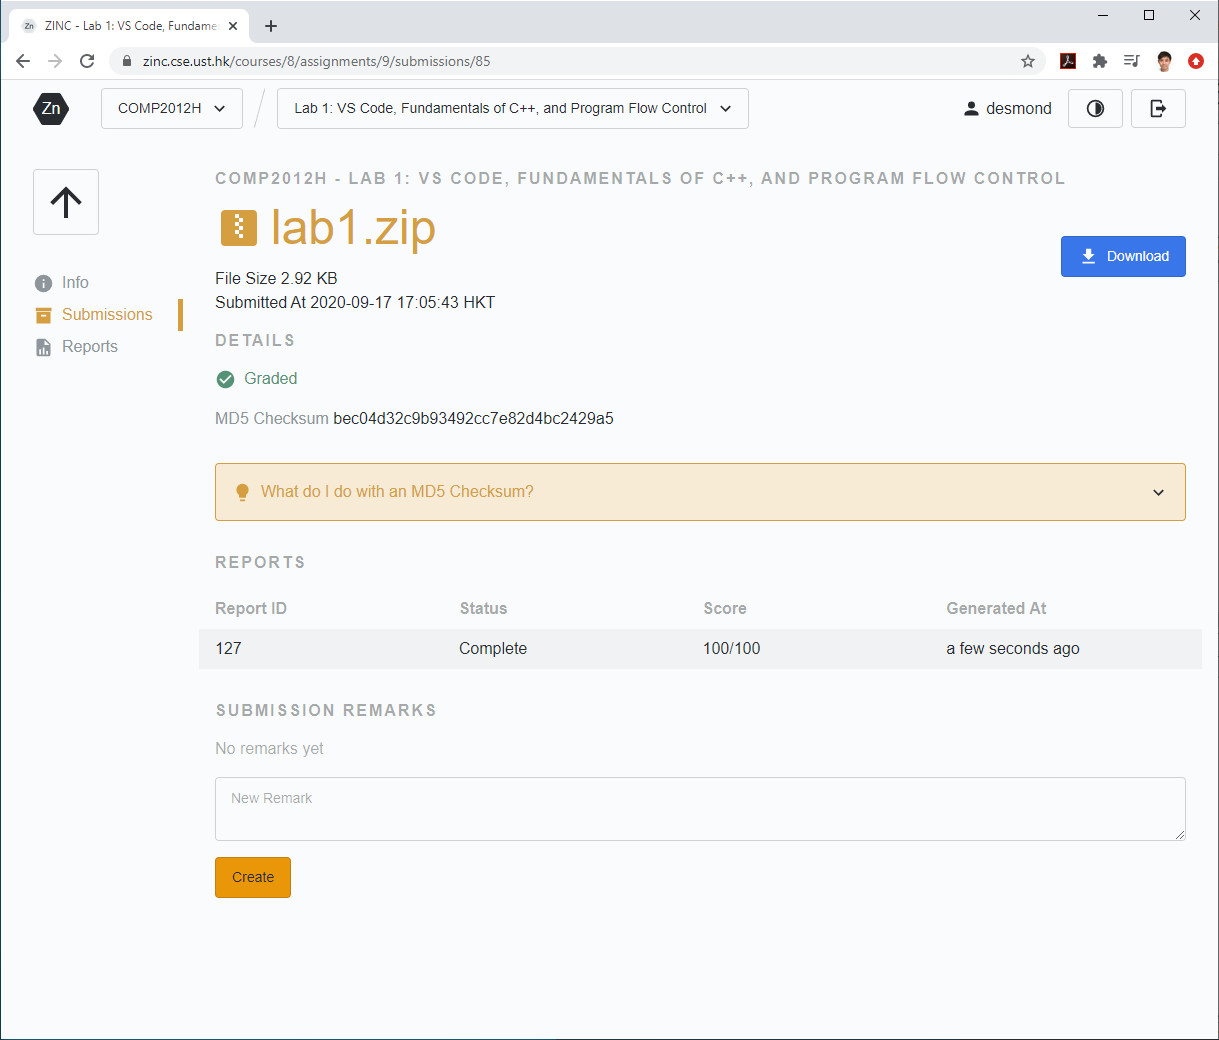 Zn ZINC - Lab 1: VS Code, Fundame
zinc.cse.ust.hk/courses/8/assignments/9/submissions/85
Zn COMP2012H Lab 1: VS Code, Fundamentals of C++, and Program Flow Control desmond
COMP2012H - LAB 1: VS CODE, FUNDAMENTALS OF C++, AND PROGRAM FLOW CONTROL
lab1.zip
Download
File Size 2.92 KB
Submitted At 2020-09-17 17:05:43 HKT
Info
Submissions
Reports
DETAILS
Graded
MD5 Checksum bec04d32c9b93492cc7e82d4bc2429a5
What do I do with an MD5 Checksum?
REPORTS
Report ID Status Score Generated At
127 Complete 100/100 a few seconds ago
SUBMISSION REMARKS
No remarks yet
New Remark
Create